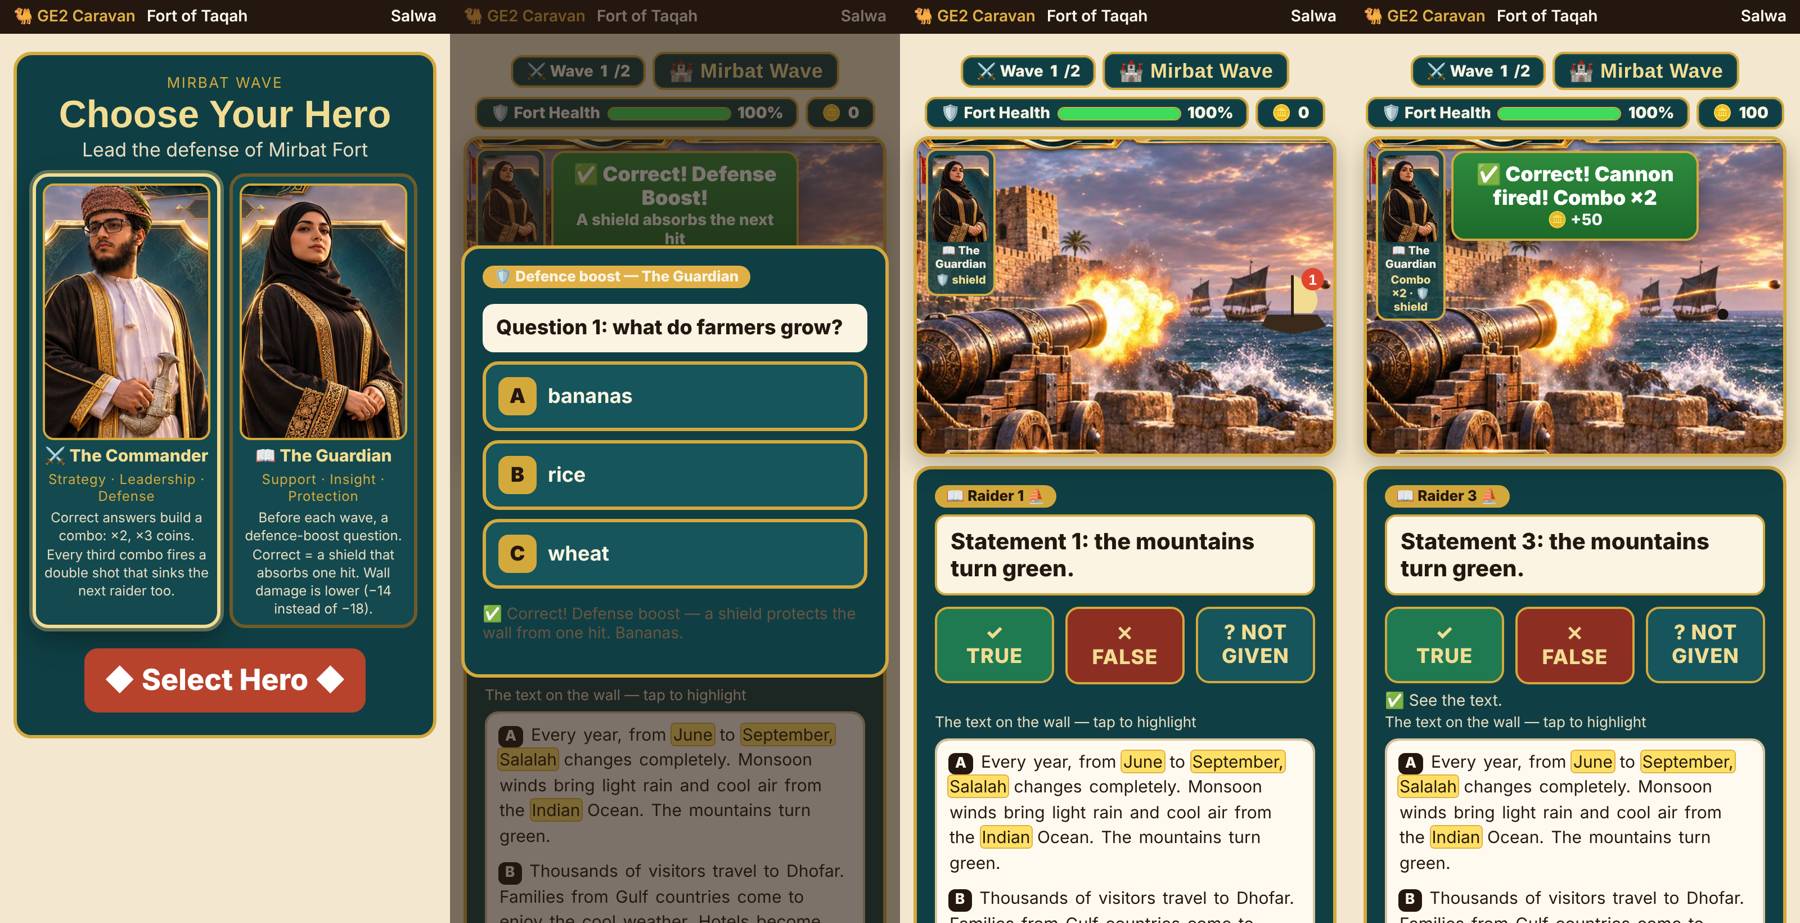 🐫 GE2 Caravan Fort of Taqah Salwa
MIRBAT WAVE
Choose Your Hero
Lead the defense of Mirbat Fort
⚔️ The Commander
Strategy · Leadership ·
Defense
Correct answers build a
combo: ×2, ×3 coins.
Every third combo fires a
double shot that sinks the
next raider too.
📖 The Guardian
Support · Insight ·
Protection
Before each wave, a
defence-boost question.
Correct = a shield that
absorbs one hit. Wall
damage is lower (−14
instead of −18).
◆ Select Hero ◆
🐫 GE2 Caravan Fort of Taqah Salwa
⚔️ Wave 1 /2
🏰 Mirbat Wave
🛡️ Fort Health 100%
🪙 0
✅ Correct! Defense
Boost!
A shield absorbs the next
hit
🛡️ Defence boost — The Guardian
Question 1: what do farmers grow?
A bananas
B rice
C wheat
✅ Correct! Defense boost — a shield protects the
wall from one hit. Bananas.
The text on the wall — tap to highlight
A Every year, from June to September,
Salalah changes completely. Monsoon
winds bring light rain and cool air from
the Indian Ocean. The mountains turn
green.
B Thousands of visitors travel to Dhofar.
Families from Gulf countries come to
enjoy the cool weather. Hotels become
🐫 GE2 Caravan Fort of Taqah Salwa
⚔️ Wave 1 /2
🏰 Mirbat Wave
🛡️ Fort Health 100%
🪙 0
📖 The
Guardian
🛡️ shield
1
📖 Raider 1 ⛵
Statement 1: the mountains
turn green.
✓
TRUE
✕
FALSE
? NOT
GIVEN
The text on the wall — tap to highlight
A Every year, from June to September,
Salalah changes completely. Monsoon
winds bring light rain and cool air from
the Indian Ocean. The mountains turn
green.
B Thousands of visitors travel to Dhofar.
Families from Gulf countries come to
🐫 GE2 Caravan Fort of Taqah Salwa
⚔️ Wave 1 /2
🏰 Mirbat Wave
🛡️ Fort Health 100%
🪙 100
📖 The
Guardian
Combo
×2 · 🛡️
shield
✅ Correct! Cannon
fired! Combo ×2
🪙 +50
📖 Raider 3 ⛵
Statement 3: the mountains
turn green.
✓
TRUE
✕
FALSE
? NOT
GIVEN
✅ See the text.
The text on the wall — tap to highlight
A Every year, from June to September,
Salalah changes completely. Monsoon
winds bring light rain and cool air from
the Indian Ocean. The mountains turn
green.
B Thousands of visitors travel to Dhofar.
Families from Gulf countries come to